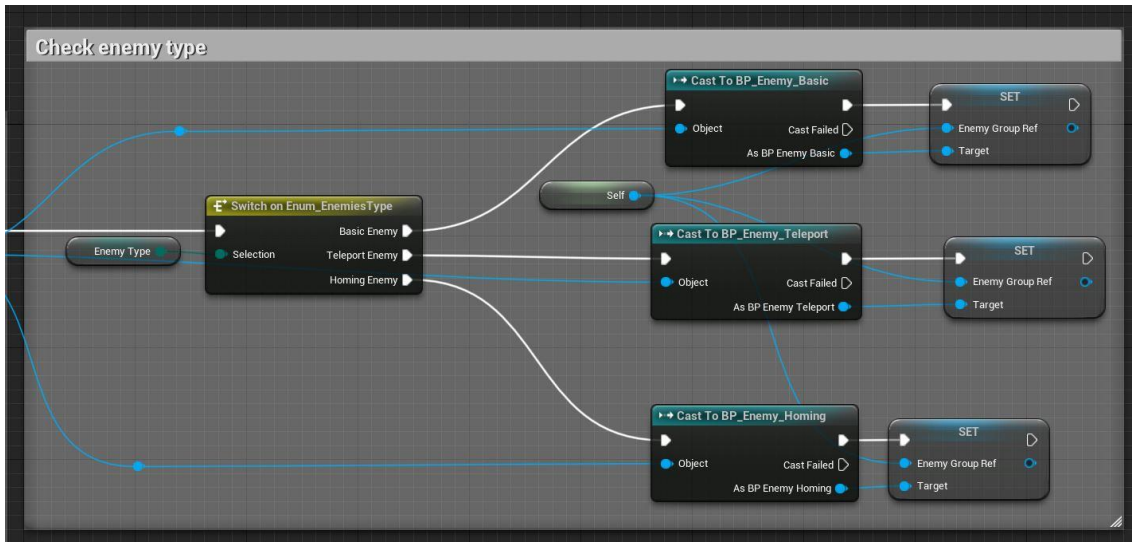 Check enemy type
Cast To BP_Enemy_Basic
Object
Cast Failed
As BP Enemy Basic
SET
Enemy Group Ref
Target
Self
Switch on Enum_EnemiesType
Basic Enemy
Enemy Type
Selection
Teleport Enemy
Homing Enemy
Cast To BP_Enemy_Teleport
Object
Cast Failed
As BP Enemy Teleport
SET
Enemy Group Ref
Target
Cast To BP_Enemy_Homing
Object
Cast Failed
As BP Enemy Homing
SET
Enemy Group Ref
Target